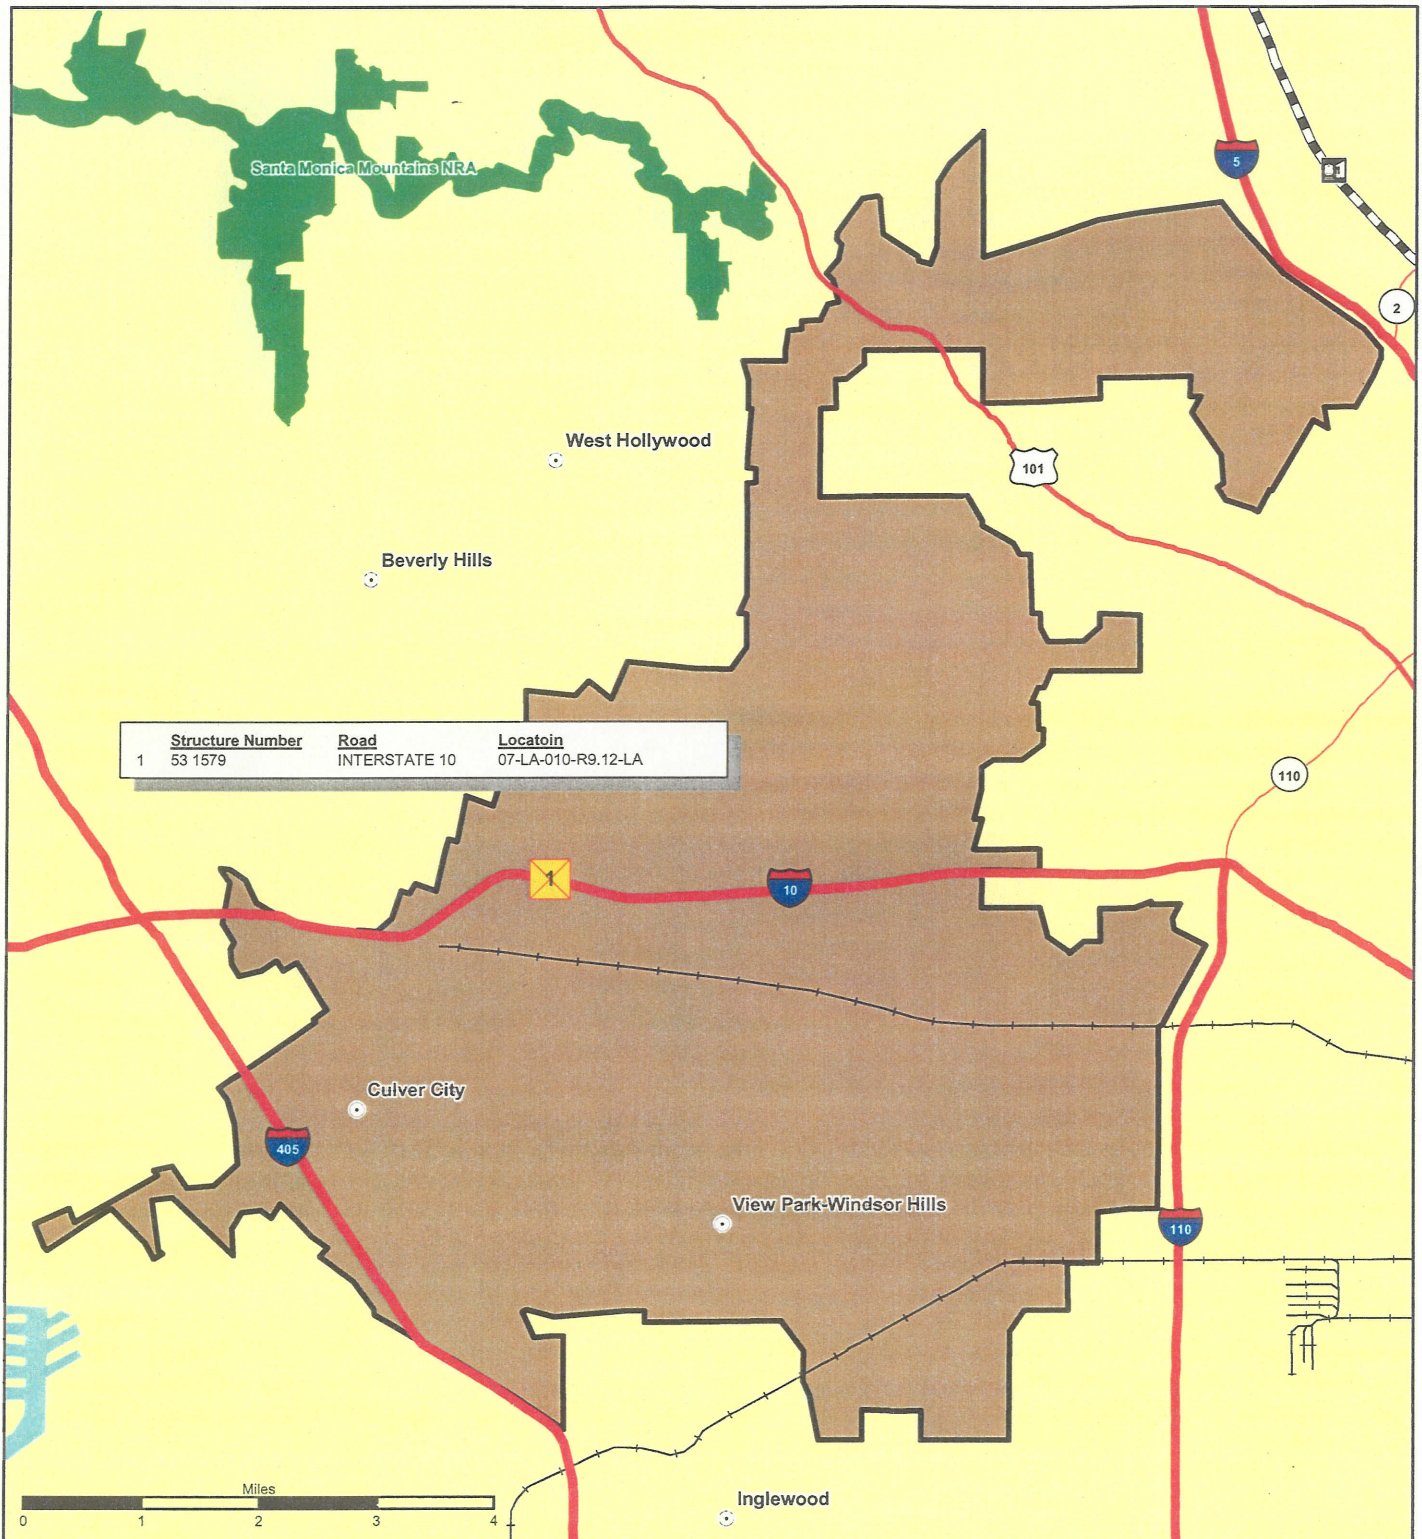 5
Santa Monica Mountains NRA
2
West Hollywood
101
Beverly Hills
Structure Number Road Locatoin
1 53 1579 INTERSTATE 10 07-LA-010-R9.12-LA
110
1
10
Culver City
405
View Park-Windsor Hills
110
Miles
0 1 2 3 4
Inglewood